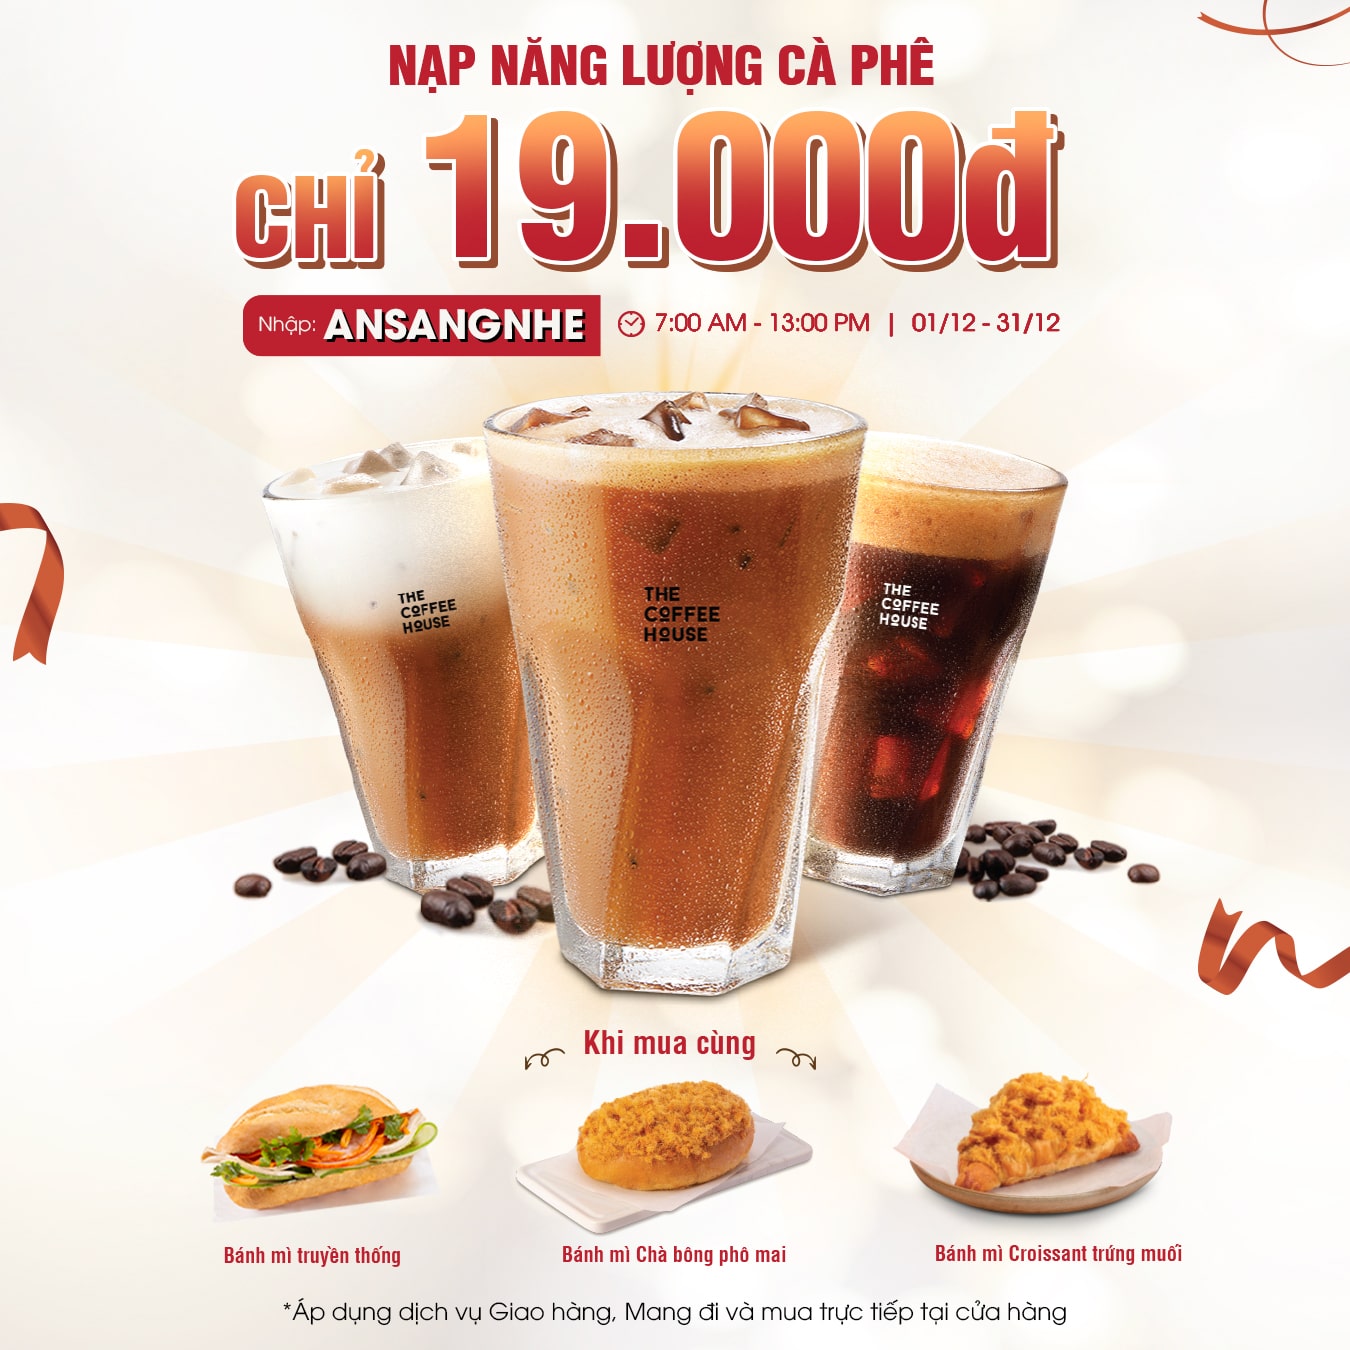 NẠP NĂNG LƯỢNG CÀ PHÊ
CHỈ 19.000đ
Nhập: ANSANGNHE
7:00 AM - 13:00 PM | 01/12 - 31/12
THE
COFFEE
HOUSE
THE
COFFEE
HOUSE
THE
COFFEE
HOUSE
Khi mua cùng
Bánh mì truyền thống
Bánh mì Chà bông phô mai
Bánh mì Croissant trứng muối
*Áp dụng dịch vụ Giao hàng, Mang đi và mua trực tiếp tại cửa hàng